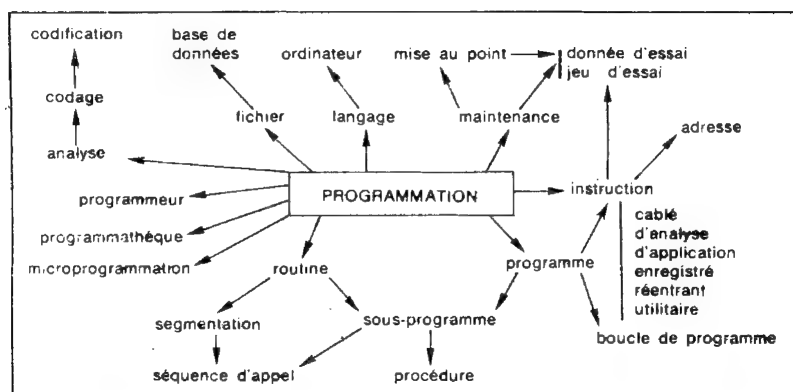 codification
base de
données
ordinateur
mise au point
donnée d'essai
jeu d'essai
codage
fichier
langage
maintenance
adresse
analyse
programmeur
PROGRAMMATION
instruction
programmathèque
cablé
d'analyse
d'application
enregistré
réentrant
utilitaire
microprogrammation
routine
programme
segmentation
sous-programme
boucle de programme
séquence d'appel
procédure